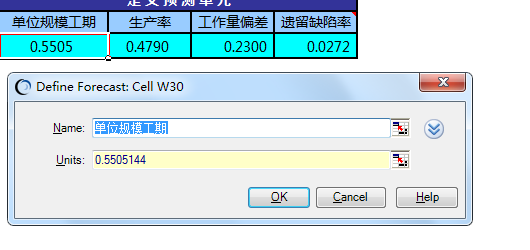 定义预测单元
单位规模工期 生产率 工作量偏差 遗留缺陷率
0.5505 0.4790 0.2300 0.0272
Define Forecast: Cell W30
Name: 单位规模工期
Units: 0.5505144
OK Cancel Help